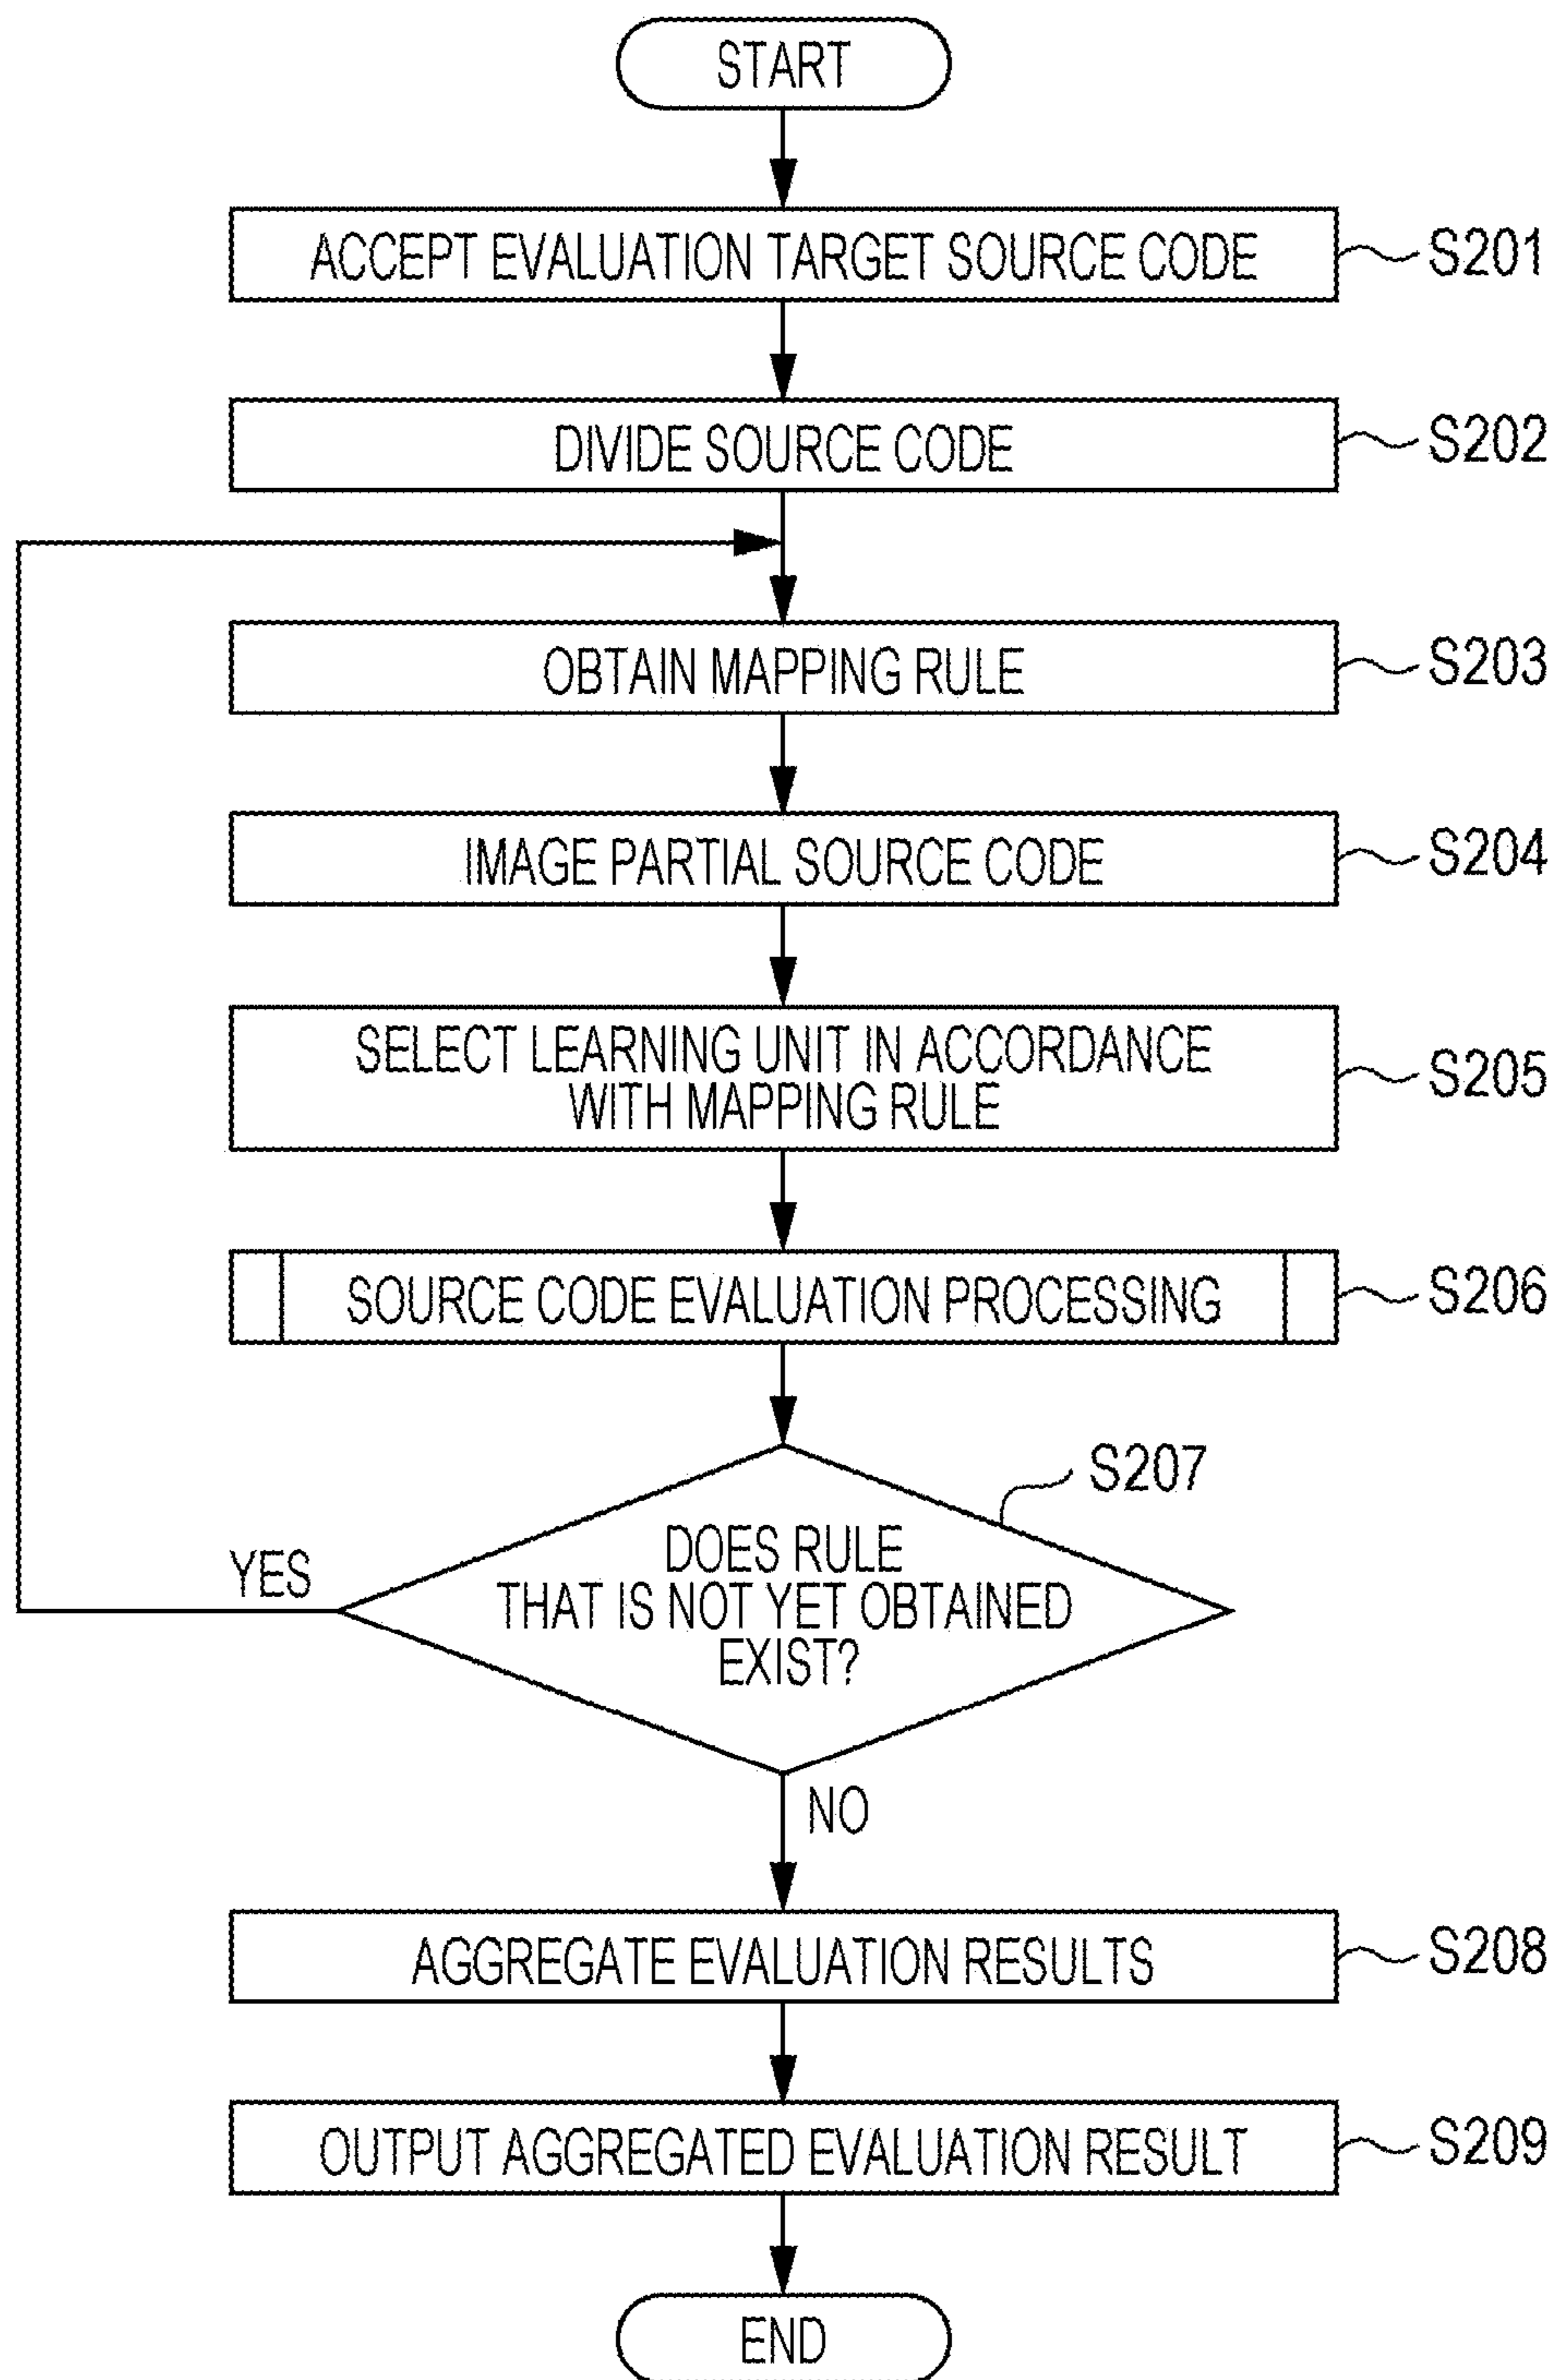 START
ACCEPT EVALUATION TARGET SOURCE CODE
S201
DIVIDE SOURCE CODE
S202
OBTAIN MAPPING RULE
S203
IMAGE PARTIAL SOURCE CODE
S204
SELECT LEARNING UNIT IN ACCORDANCE
WITH MAPPING RULE
S205
SOURCE CODE EVALUATION PROCESSING
S206
S207
DOES RULE
THAT IS NOT YET OBTAINED
EXIST?
YES
NO
AGGREGATE EVALUATION RESULTS
S208
OUTPUT AGGREGATED EVALUATION RESULT
S209
END